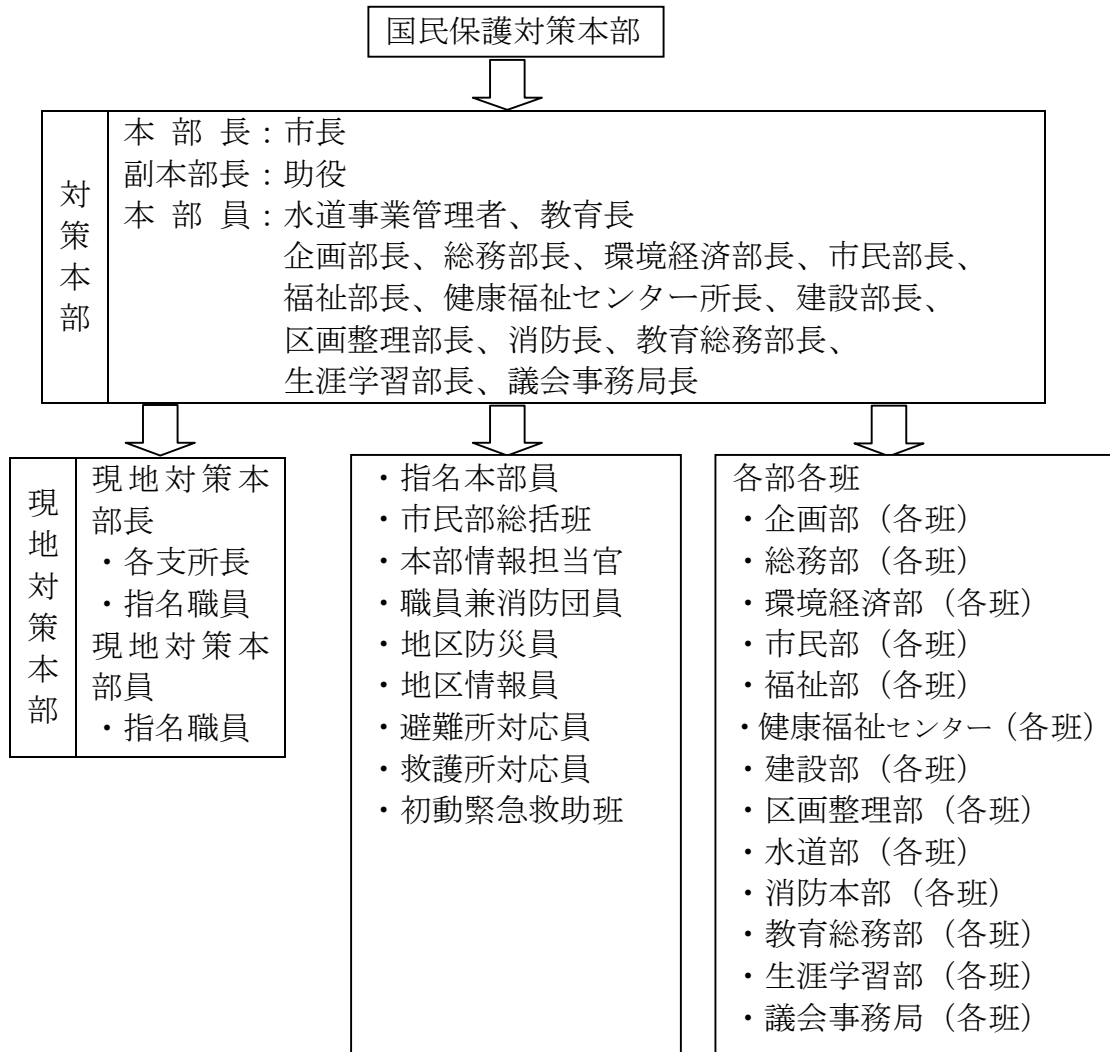 国民保護対策本部
対策本部
本部長：市長
副本部長：助役
本部員：水道事業管理者、教育長
企画部長、総務部長、環境経済部長、市民部長、
福祉部長、健康福祉センター所長、建設部長、
区画整理部長、消防長、教育総務部長、
生涯学習部長、議会事務局長
現地対策本部
現地対策本
部長
・各支所長
・指名職員
現地対策本
部員
・指名職員
・指名本部員
・市民部総括班
・本部情報担当官
・職員兼消防団員
・地区防災員
・地区情報員
・避難所対応員
・救護所対応員
・初動緊急救助班
各部各班
・企画部（各班）
・総務部（各班）
・環境経済部（各班）
・市民部（各班）
・福祉部（各班）
・健康福祉センター（各班）
・建設部（各班）
・区画整理部（各班）
・水道部（各班）
・消防本部（各班）
・教育総務部（各班）
・生涯学習部（各班）
・議会事務局（各班）